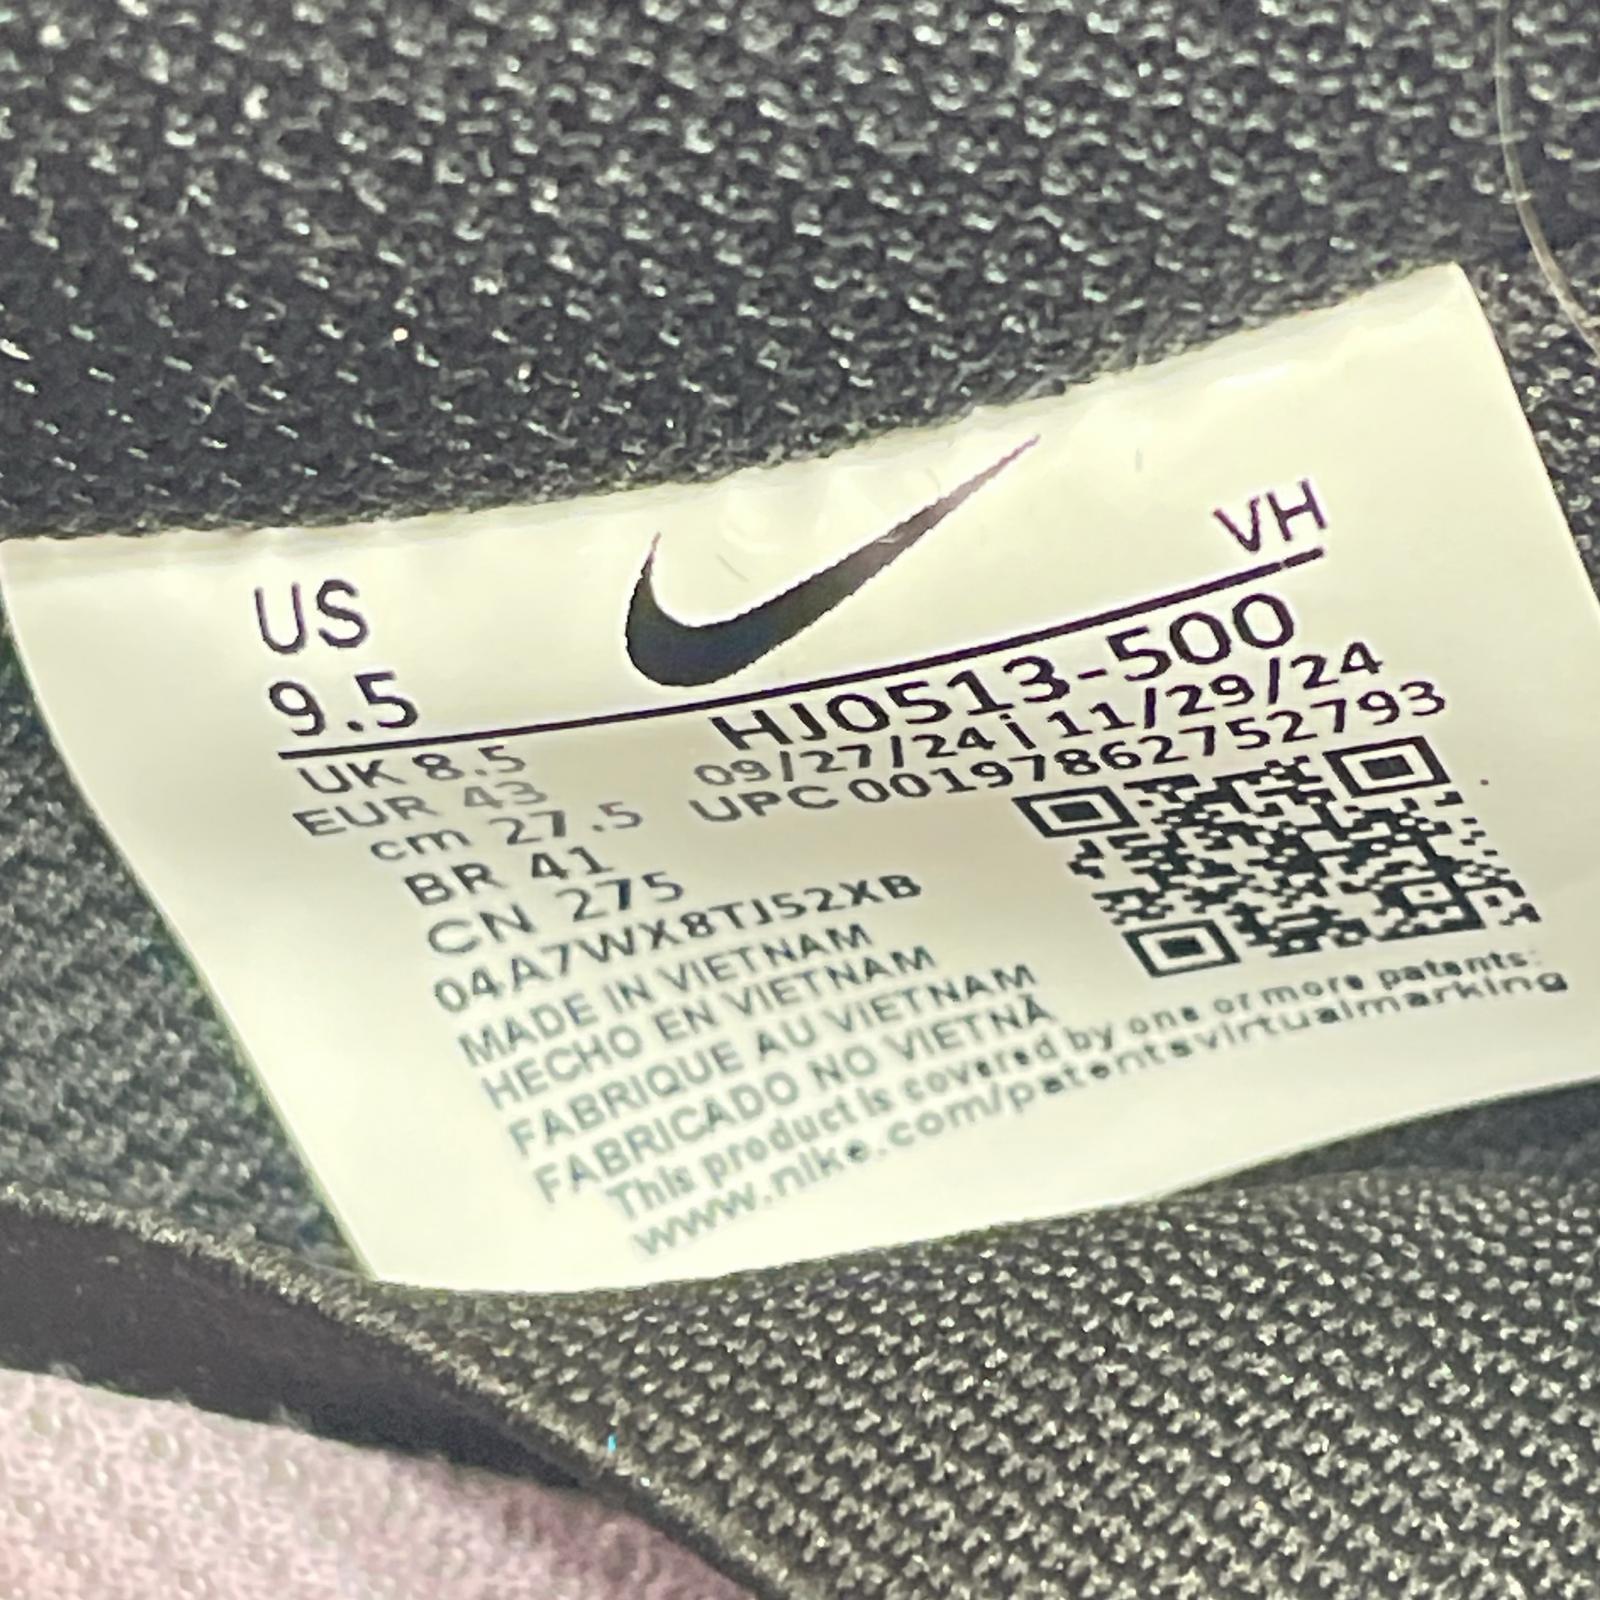 US
9.5
VH
UK 8.5
EUR 43
cm 27.5
BR 41
CN 275
HJ0513-500
09/27/24 i 11/29/24
UPC 00197862752793
04A7WX8TJ52XB
MADE IN VIETNAM
HECHO EN VIETNAM
FABRIQUE AU VIETNAM
FABRICADO NO VIETNÃ
This product is covered by one or more patents:
www.nike.com/patentsvirtualmarking